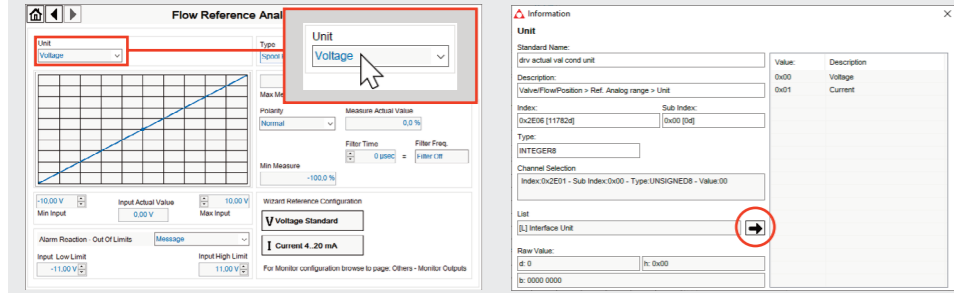 Flow Reference Anal
Unit
Voltage
Type
Spool
Unit
Voltage
Polarity
Measure Actual Value
Normal
0,0 %
Filter Time
Filter Freq.
0 µsec
=
Filter Off
Min Measure
-100,0 %
-10,00 V
Input Actual Value
10,00 V
Min Input
0,00 V
Max Input
Wizard Reference Configuration
V Voltage Standard
I Current 4..20 mA
Alarm Reaction - Out Of Limits
Message
Input Low Limit
Input High Limit
-11,00 V
11,00 V
For Monitor configuration browse to page: Others - Monitor Outputs
Information
Unit
Standard Name:
drv actual val cond unit
Description:
Valve/Flow/Position > Ref. Analog range > Unit
Index:
Sub Index:
0x2E06 [11782d]
0x00 [0d]
Type:
INTEGER8
Channel Selection
Index:0x2E01 - Sub Index:0x00 - Type:UNSIGNED8 - Value:00
List
[L] Interface Unit
Raw Value:
d: 0
h: 0x00
b: 0000 0000
Value:
Description
0x00
Voltage
0x01
Current